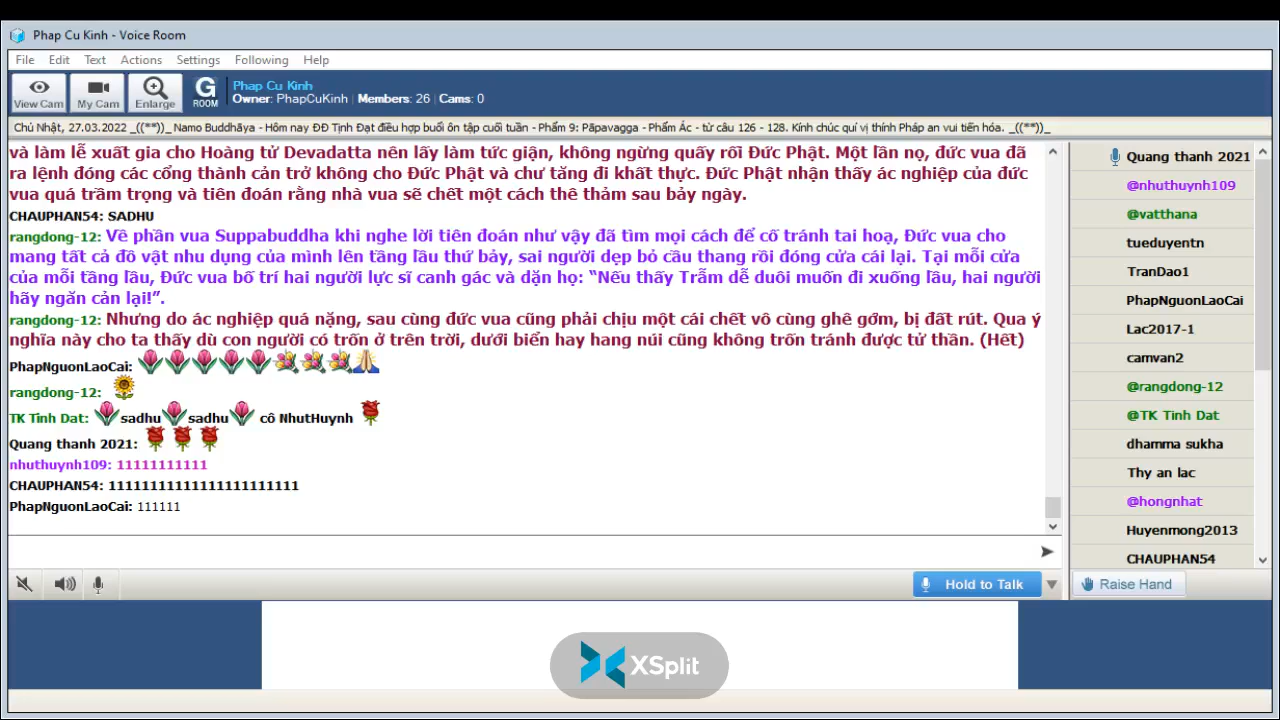 Phap Cu Kinh - Voice Room
File Edit Text Actions Settings Following Help
View Cam My Cam Enlarge G ROOM
Phap Cu Kinh
Owner: PhapCuKinh | Members: 26 | Cams: 0
Chủ Nhật, 27.03.2022 _((**))_ Namo Buddhāya - Hôm nay ĐĐ Tịnh Đạt điều hợp buổi ôn tập cuối tuần - Phẩm 9: Pāpavagga - Phẩm Ác - từ câu 126 - 128. Kính chúc quí vị thính Pháp an vui tiến hóa. _((**))_
và làm lễ xuất gia cho Hoàng tử Devadatta nên lấy làm tức giận, không ngừng quấy rối Đức Phật. Một lần nọ, đức vua đã
ra lệnh đóng các cổng thành cản trở không cho Đức Phật và chư tăng đi khất thực. Đức Phật nhận thấy ác nghiệp của đức
vua quá trầm trọng và tiên đoán rằng nhà vua sẽ chết một cách thê thảm sau bảy ngày.
CHAUPHAN54: SADHU
rangdong-12: Về phần vua Suppabuddha khi nghe lời tiên đoán như vậy đã tìm mọi cách để cố tránh tai hoạ, Đức vua cho
mang tất cả đồ vật nhu dụng của mình lên tầng lầu thứ bảy, sai người dẹp bỏ cầu thang rồi đóng cửa cái lại. Tại mỗi cửa
của mỗi tầng lầu, Đức vua bố trí hai người lực sĩ canh gác và dặn họ: “Nếu thấy Trẫm dễ duôi muốn đi xuống lầu, hai người
hãy ngăn cản lại!”.
rangdong-12: Nhưng do ác nghiệp quá nặng, sau cùng đức vua cũng phải chịu một cái chết vô cùng ghê gớm, bị đất rút. Qua ý
nghĩa này cho ta thấy dù con người có trốn ở trên trời, dưới biển hay hang núi cũng không trốn tránh được tử thần. (Hết)
PhapNguonLaoCai:
rangdong-12:
TK Tinh Dat: sadhu sadhu cô NhutHuynh
Quang thanh 2021:
nhuthuynh109: 11111111111
CHAUPHAN54: 11111111111111111111111
PhapNguonLaoCai: 111111
Quang thanh 2021
@nhuthuynh109
@vatthana
tueduyentn
TranDao1
PhapNguonLaoCai
Lac2017-1
camvan2
@rangdong-12
@TK Tinh Dat
dhamma sukha
Thy an lac
@hongnhat
Huyenmong2013
CHAUPHAN54
Hold to Talk
Raise Hand
XSplit